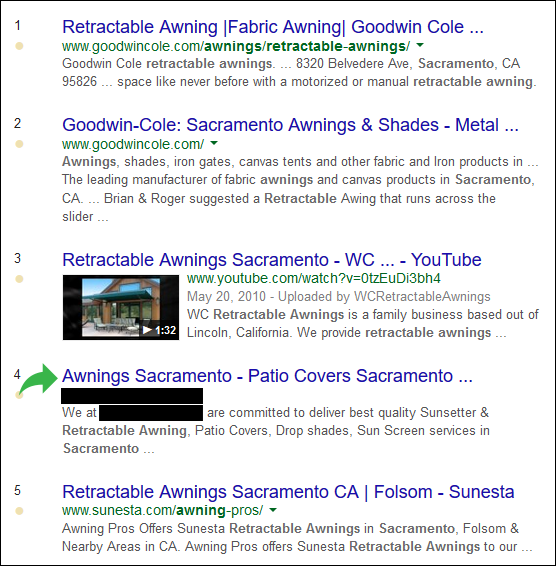 1
Retractable Awning |Fabric Awning| Goodwin Cole ...
www.goodwincole.com/awnings/retractable-awnings/
Goodwin Cole retractable awnings. ... 8320 Belvedere Ave, Sacramento, CA
95826 ... space like never before with a motorized or manual retractable awning.
2
Goodwin-Cole: Sacramento Awnings & Shades - Metal ...
www.goodwincole.com/
Awnings, shades, iron gates, canvas tents and other fabric and Iron products in ...
The leading manufacturer of fabric awnings and canvas products in Sacramento,
CA. ... Brian & Roger suggested a Retractable Awing that runs across the
slider ...
3
Retractable Awnings Sacramento - WC ... - YouTube
www.youtube.com/watch?v=0tzEuDi3bh4
May 20, 2010 - Uploaded by WCRetractableAwnings
WC Retractable Awnings is a family business based out of
Lincoln, California. We provide retractable awnings ...
1:32
4
Awnings Sacramento - Patio Covers Sacramento ...
We at are committed to deliver best quality Sunsetter &
Retractable Awning, Patio Covers, Drop shades, Sun Screen services in
Sacramento ...
5
Retractable Awnings Sacramento CA | Folsom - Sunesta
www.sunesta.com/awning-pros/
Awning Pros Offers Sunesta Retractable Awnings in Sacramento, Folsom &
Nearby Areas in CA. Awning Pros offers Sunesta Retractable Awnings to our ...